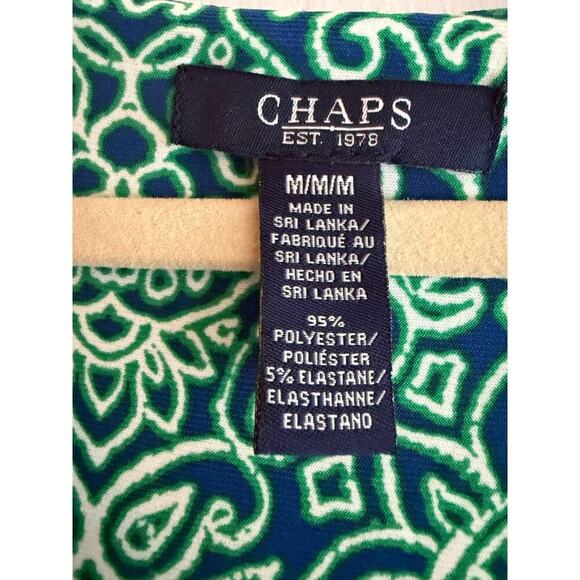 CHAPS
EST. 1978
M/M/M
MADE IN
SRI LANKA/
FABRIQUÉ AU
SRI LANKA/
HECHO EN
SRI LANKA
95%
POLYESTER/
POLIÉSTER
5% ELASTANE/
ELASTHANNE/
ELASTANO